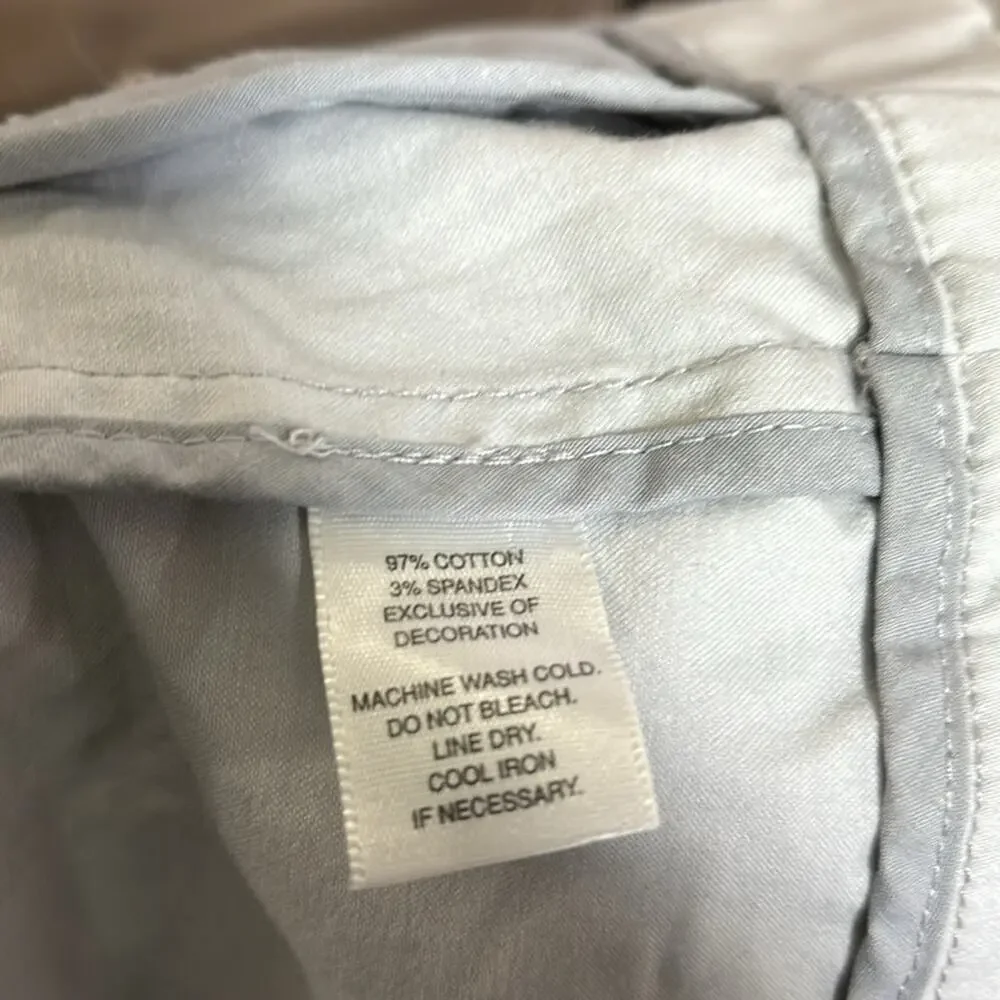 97% COTTON
3% SPANDEX
EXCLUSIVE OF
DECORATION
MACHINE WASH COLD.
DO NOT BLEACH.
LINE DRY.
COOL IRON
IF NECESSARY.